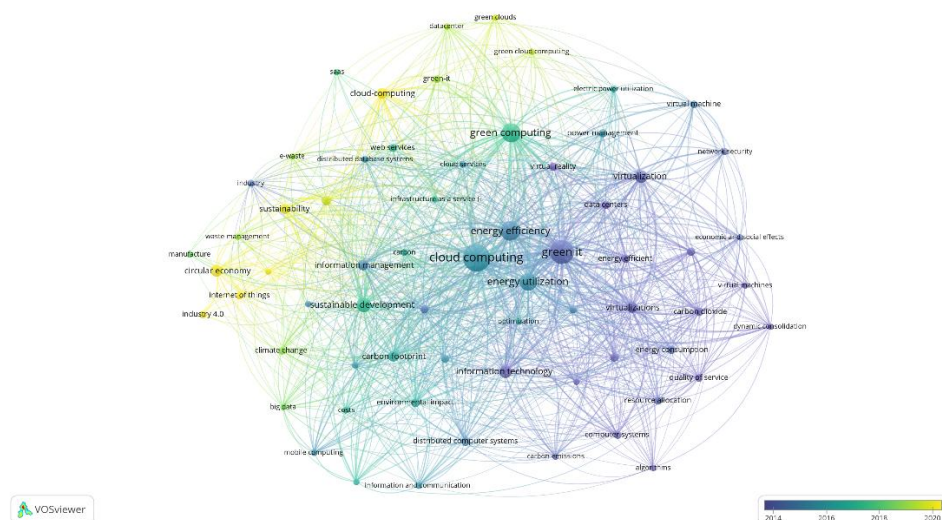 green clouds
datacenter
green cloud computing
saas
green-it
cloud-computing
electric power utilization
virtual machine
green computing
power management
web services
network security
e-waste
distributed database systems
cloud services
virtual reality
virtualization
industry
infrastructure as a service (
data centers
sustainability
energy efficiency
waste management
economic and social effects
manufacture
carbon
green it
cloud computing
energy efficient
information management
circular economy
energy utilization
virtual machines
internet of things
sustainable development
virtualizations
carbon dioxide
industry 4.0
optimization
dynamic consolidation
climate change
carbon footprint
energy consumption
information technology
quality of service
big data
costs
environmental impact
resource allocation
distributed computer systems
computer systems
mobile computing
carbon emissions
algorithms
information and communication
VOSviewer
2014 2016 2018 2020